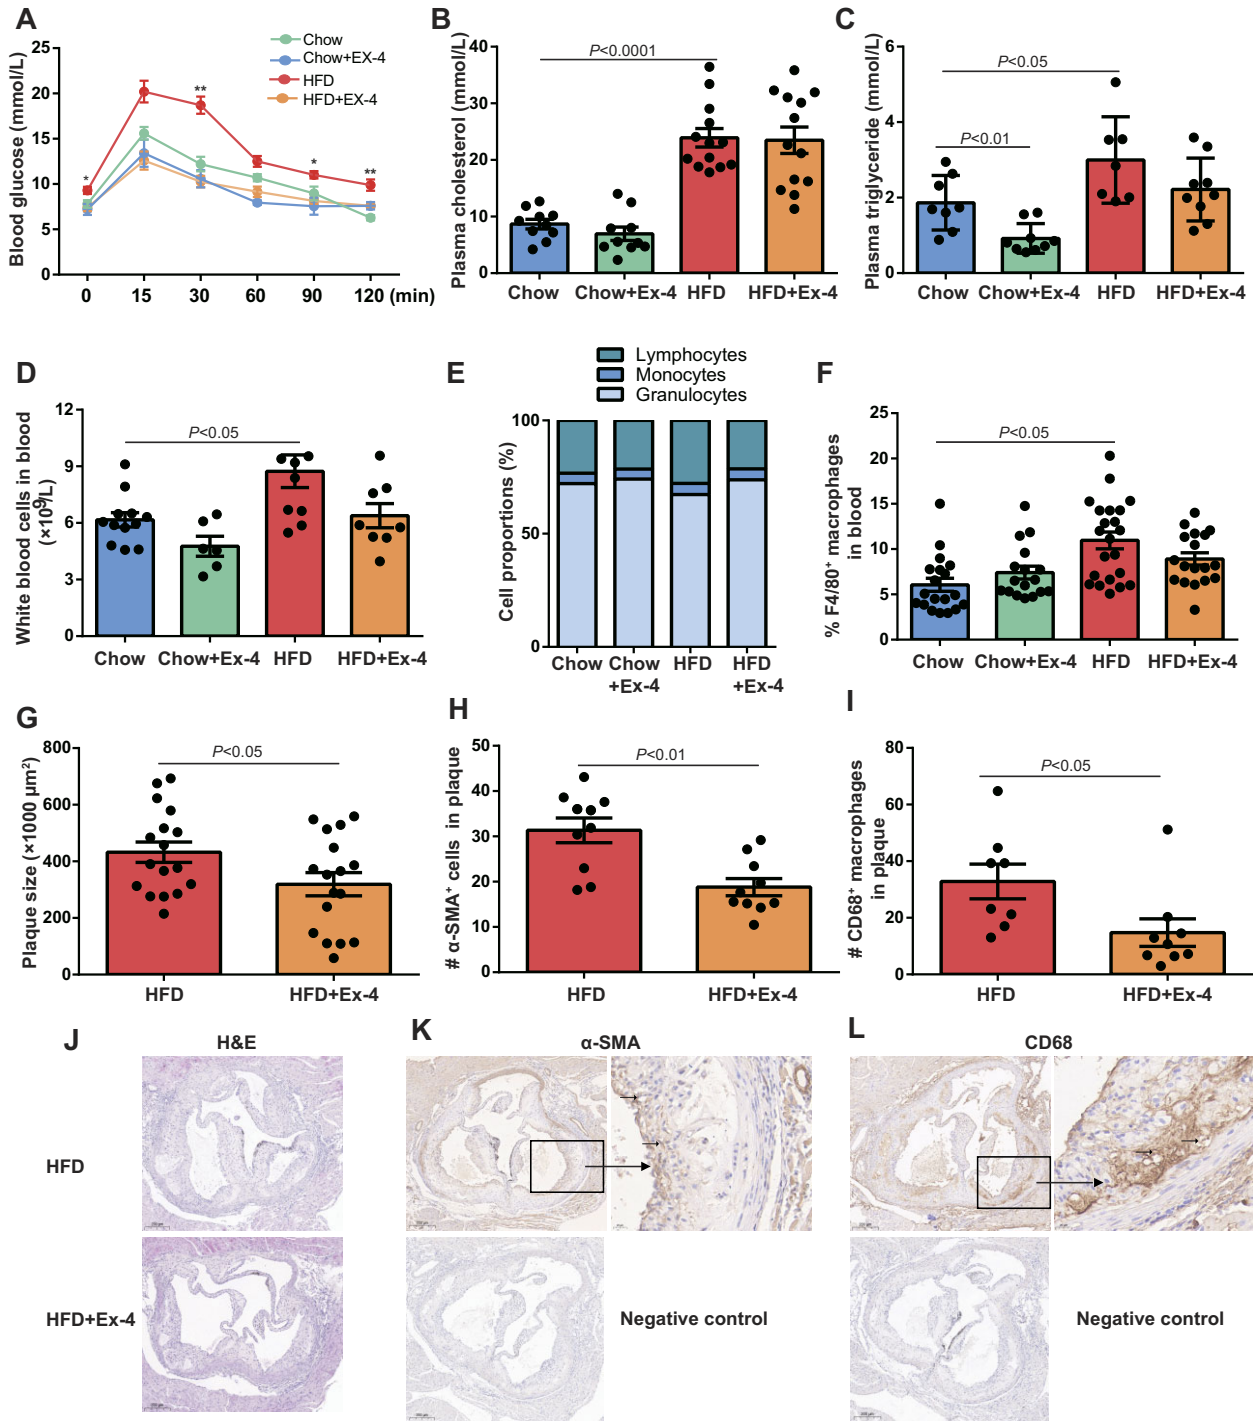 A
Blood glucose (mmol/L)
25
20
15
10
5
0
Chow
Chow+EX-4
HFD
HFD+EX-4
*
**
*
**
0 15 30 60 90 120 (min)
B
Plasma cholesterol (mmol/L)
40
30
20
10
0
P<0.0001
Chow Chow+Ex-4 HFD HFD+Ex-4
C
Plasma triglyceride (mmol/L)
6
4
2
0
P<0.05
P<0.01
Chow Chow+Ex-4 HFD HFD+Ex-4
D
White blood cells in blood
(×10⁹/L)
12
9
6
3
0
P<0.05
Chow Chow+Ex-4 HFD HFD+Ex-4
E
Lymphocytes
Monocytes
Granulocytes
Cell proportions (%)
100
50
0
Chow Chow HFD HFD
+Ex-4 +Ex-4
F
% F4/80⁺ macrophages
in blood
25
20
15
10
5
0
P<0.05
Chow Chow+Ex-4 HFD HFD+Ex-4
G
Plaque size (×1000 μm²)
800
600
400
200
0
P<0.05
HFD HFD+Ex-4
H
# α-SMA⁺ cells in plaque
50
40
30
20
10
0
P<0.01
HFD HFD+Ex-4
I
# CD68⁺ macrophages
in plaque
80
60
40
20
0
P<0.05
HFD HFD+Ex-4
J
H&E
K
α-SMA
L
CD68
HFD
HFD+Ex-4
Negative control
Negative control